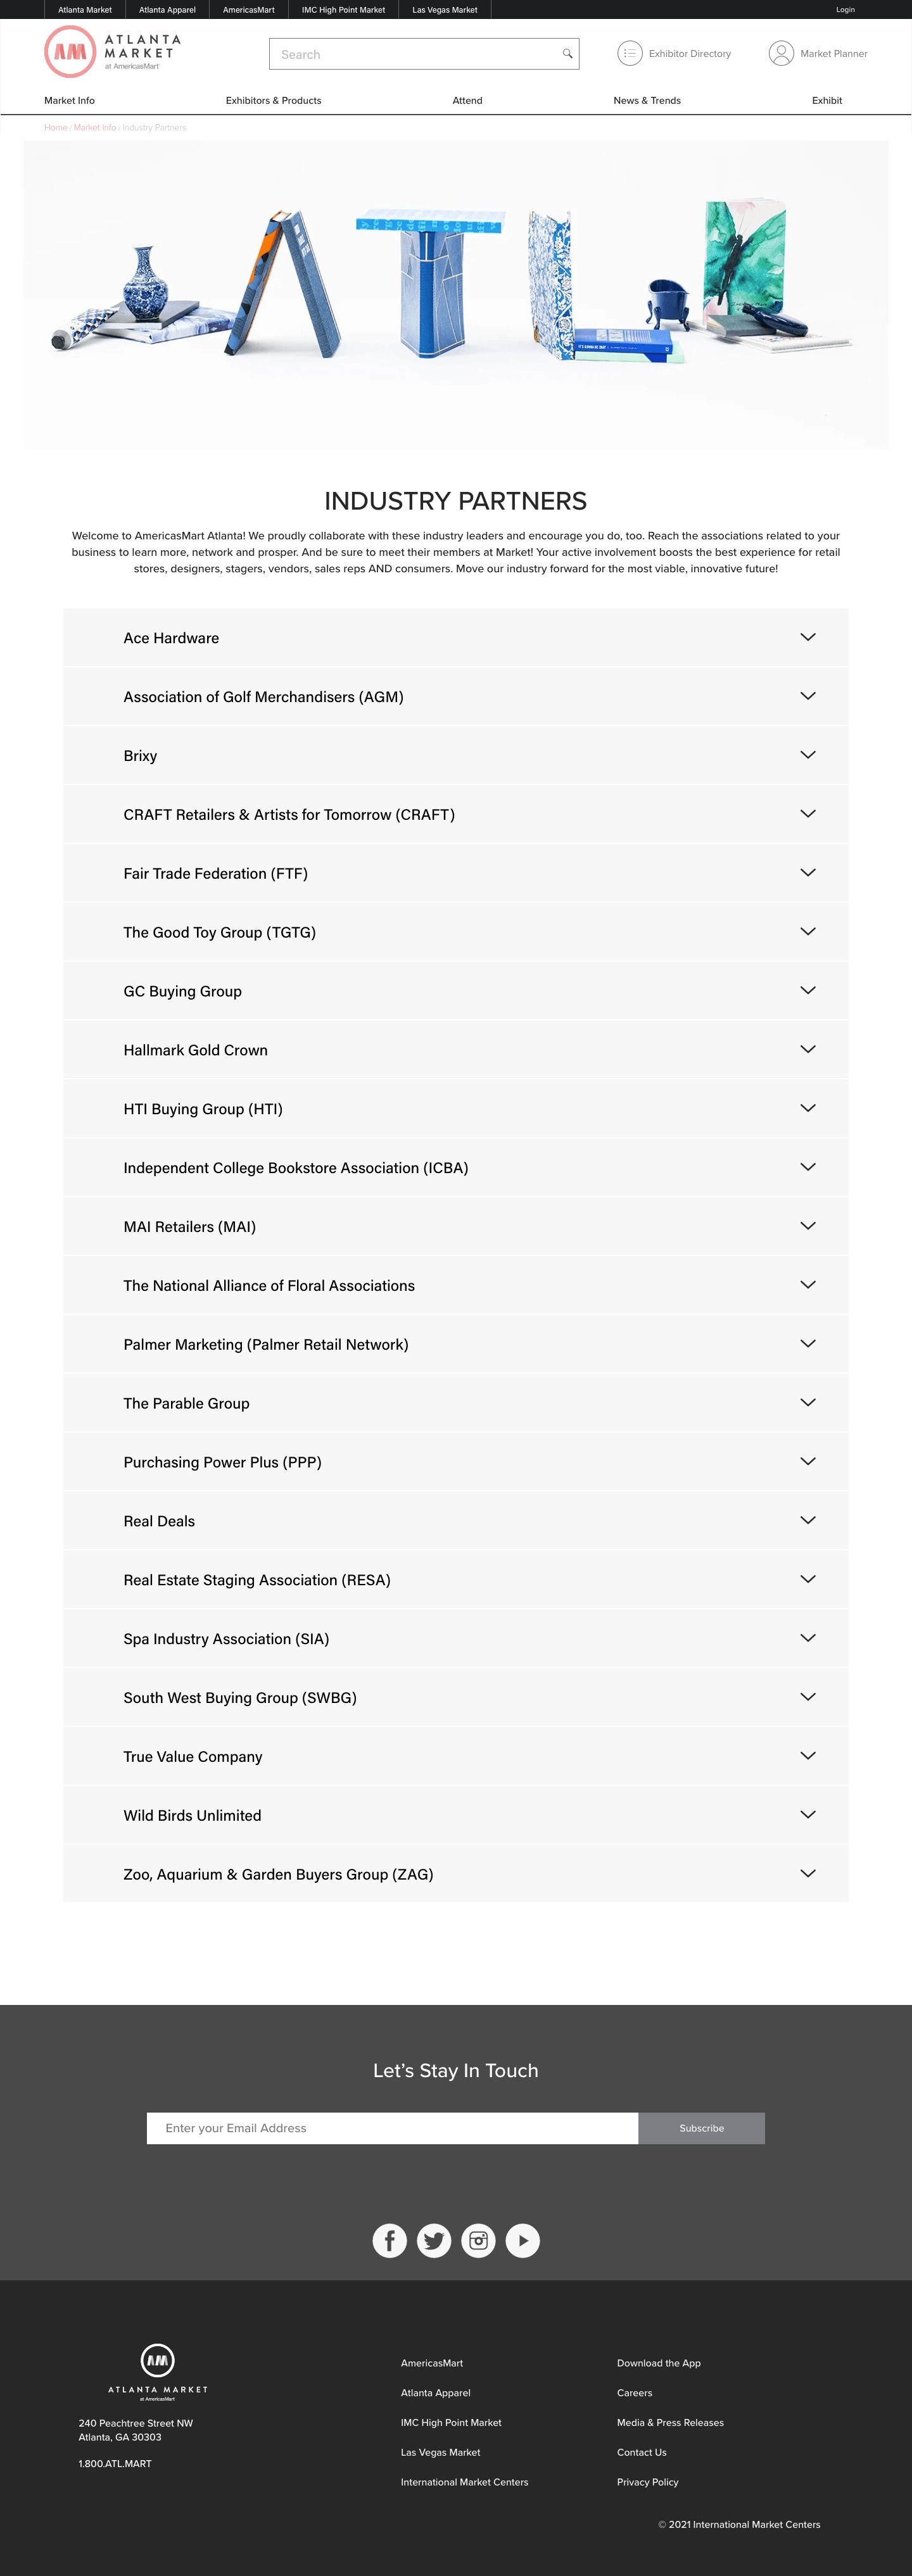 Atlanta Market
Atlanta Apparel
AmericasMart
IMC High Point Market
Las Vegas Market
Login
AM
ATLANTA
MARKET
at AmericasMart
Search
Exhibitor Directory
Market Planner
Market Info
Exhibitors & Products
Attend
News & Trends
Exhibit
Home / Market Info / Industry Partners
INDUSTRY PARTNERS
Welcome to AmericasMart Atlanta! We proudly collaborate with these industry leaders and encourage you do, too. Reach the associations related to your
business to learn more, network and prosper. And be sure to meet their members at Market! Your active involvement boosts the best experience for retail
stores, designers, stagers, vendors, sales reps AND consumers. Move our industry forward for the most viable, innovative future!
Ace Hardware
Association of Golf Merchandisers (AGM)
Brixy
CRAFT Retailers & Artists for Tomorrow (CRAFT)
Fair Trade Federation (FTF)
The Good Toy Group (TGTG)
GC Buying Group
Hallmark Gold Crown
HTI Buying Group (HTI)
Independent College Bookstore Association (ICBA)
MAI Retailers (MAI)
The National Alliance of Floral Associations
Palmer Marketing (Palmer Retail Network)
The Parable Group
Purchasing Power Plus (PPP)
Real Deals
Real Estate Staging Association (RESA)
Spa Industry Association (SIA)
South West Buying Group (SWBG)
True Value Company
Wild Birds Unlimited
Zoo, Aquarium & Garden Buyers Group (ZAG)
Let's Stay In Touch
Enter your Email Address
Subscribe
AM
ATLANTA MARKET
at AmericasMart
240 Peachtree Street NW
Atlanta, GA 30303
1.800.ATL.MART
AmericasMart
Atlanta Apparel
IMC High Point Market
Las Vegas Market
International Market Centers
Download the App
Careers
Media & Press Releases
Contact Us
Privacy Policy
© 2021 International Market Centers